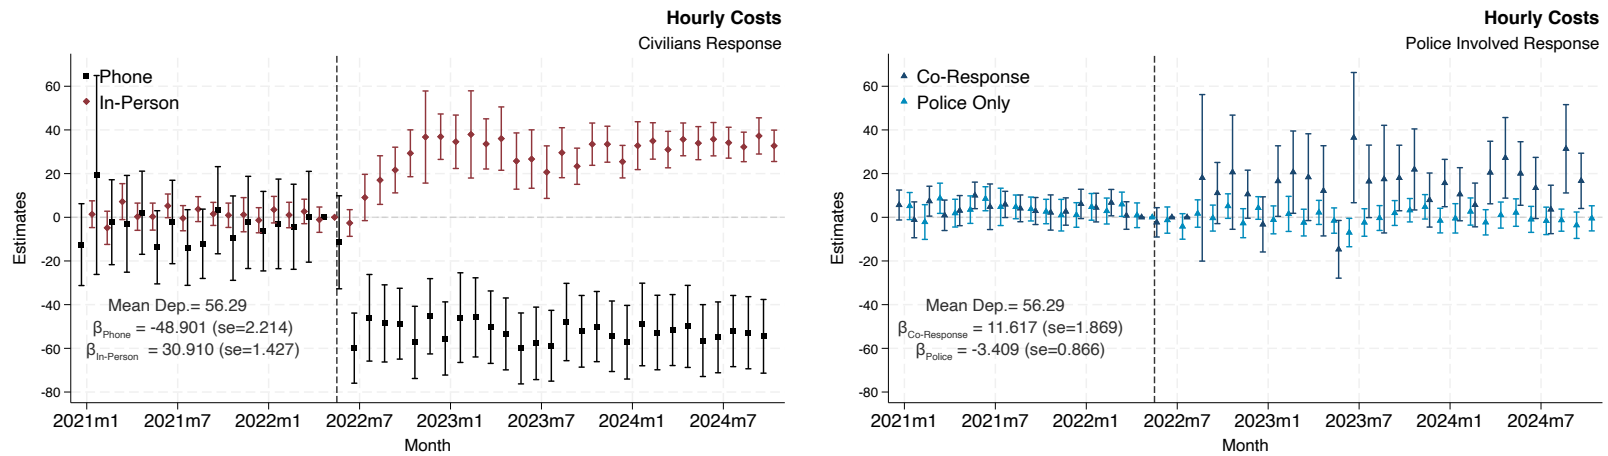 Hourly Costs
Civilians Response
Phone
In-Person
60
40
20
0
-20
-40
-60
-80
Estimates
Mean Dep.= 56.29
βPhone = -48.901 (se=2.214)
βIn-Person = 30.910 (se=1.427)
2021m1 2021m7 2022m1 2022m7 2023m1 2023m7 2024m1 2024m7
Month
Hourly Costs
Police Involved Response
Co-Response
Police Only
60
40
20
0
-20
-40
-60
-80
Estimates
Mean Dep.= 56.29
βCo-Response = 11.617 (se=1.869)
βPolice = -3.409 (se=0.866)
2021m1 2021m7 2022m1 2022m7 2023m1 2023m7 2024m1 2024m7
Month